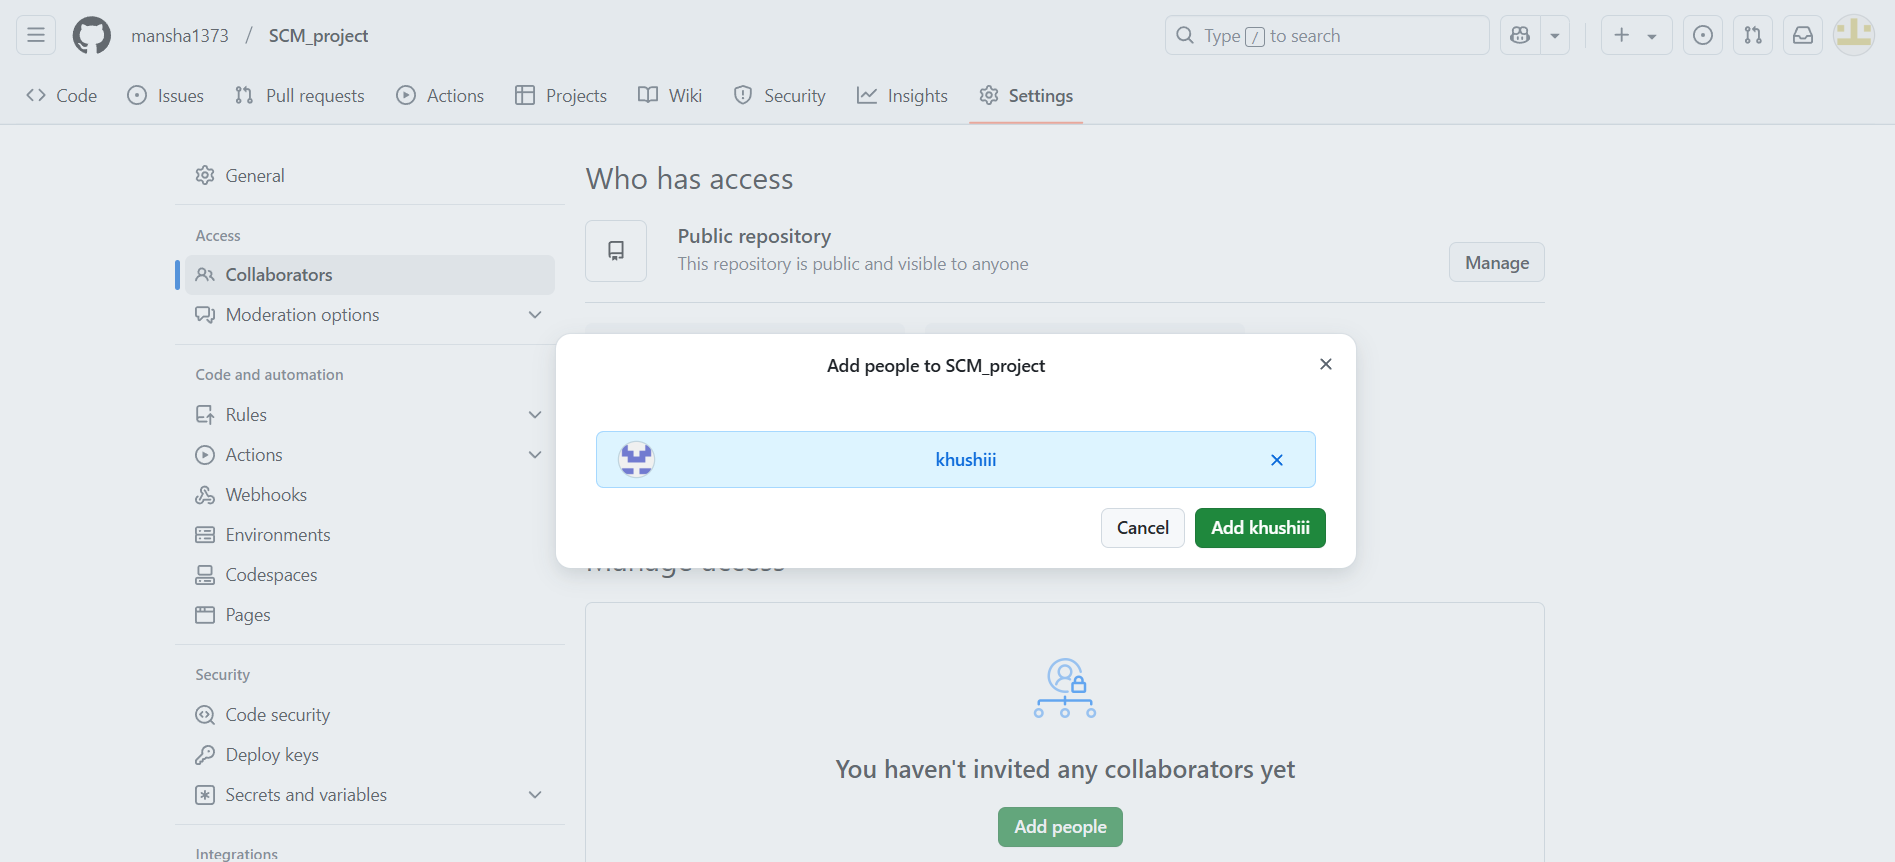 mansha1373 / SCM_project
Type / to search
Code Issues Pull requests Actions Projects Wiki Security Insights Settings
General
Access
Collaborators
Moderation options
Code and automation
Rules
Actions
Webhooks
Environments
Codespaces
Pages
Security
Code security
Deploy keys
Secrets and variables
Integrations
Who has access
Public repository
This repository is public and visible to anyone
Manage
Add people to SCM_project
khushiii
Cancel Add khushiii
Manage access
You haven't invited any collaborators yet
Add people